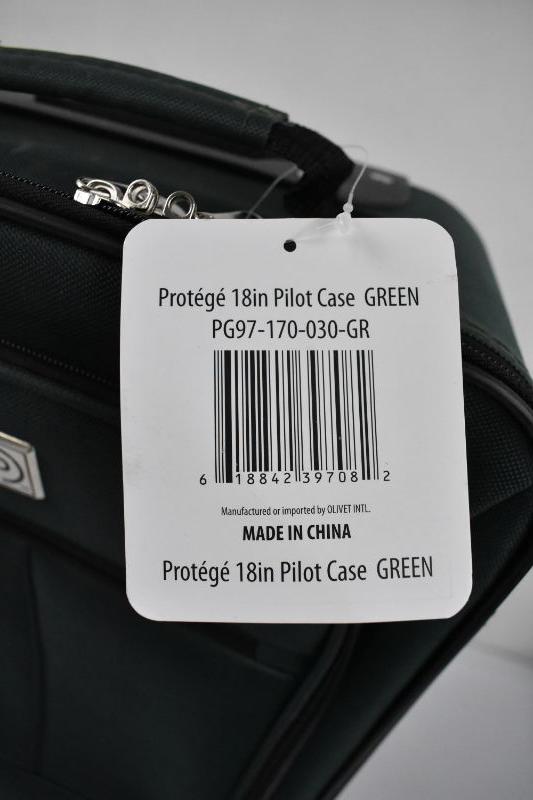 Protégé 18in Pilot Case GREEN
PG97-170-030-GR
6 18842 39708 2
Manufactured or imported by OLIVET INTL.
MADE IN CHINA
Protégé 18in Pilot Case GREEN